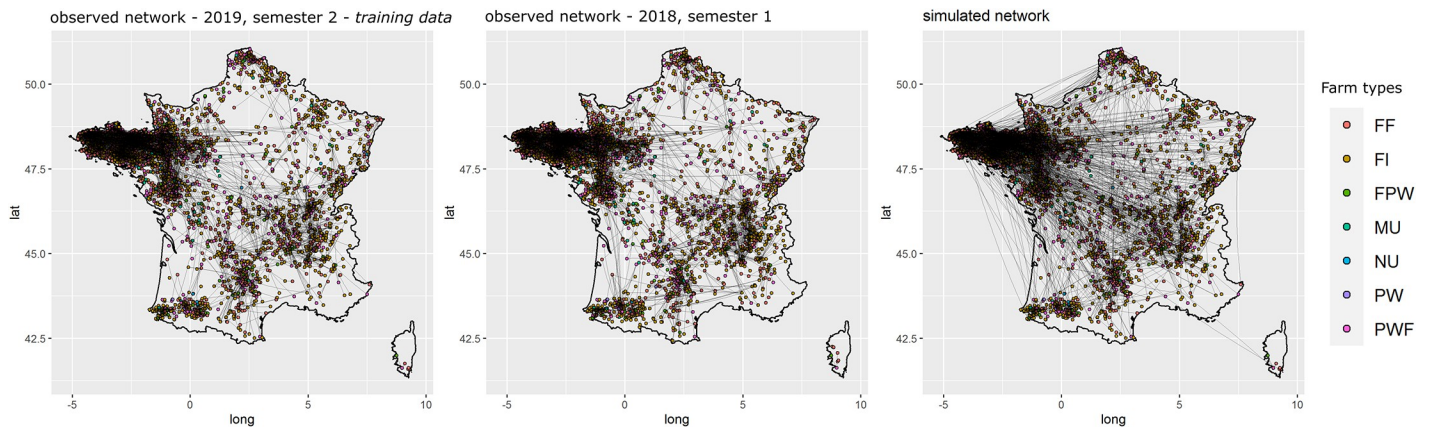 observed network - 2019, semester 2 - training data
observed network - 2018, semester 1
simulated network
lat
50.0
47.5
45.0
42.5
-5
0
5
10
long
lat
50.0
47.5
45.0
42.5
-5
0
5
10
long
lat
50.0
47.5
45.0
42.5
-5
0
5
10
long
Farm types
FF
FI
FPW
MU
NU
PW
PWF